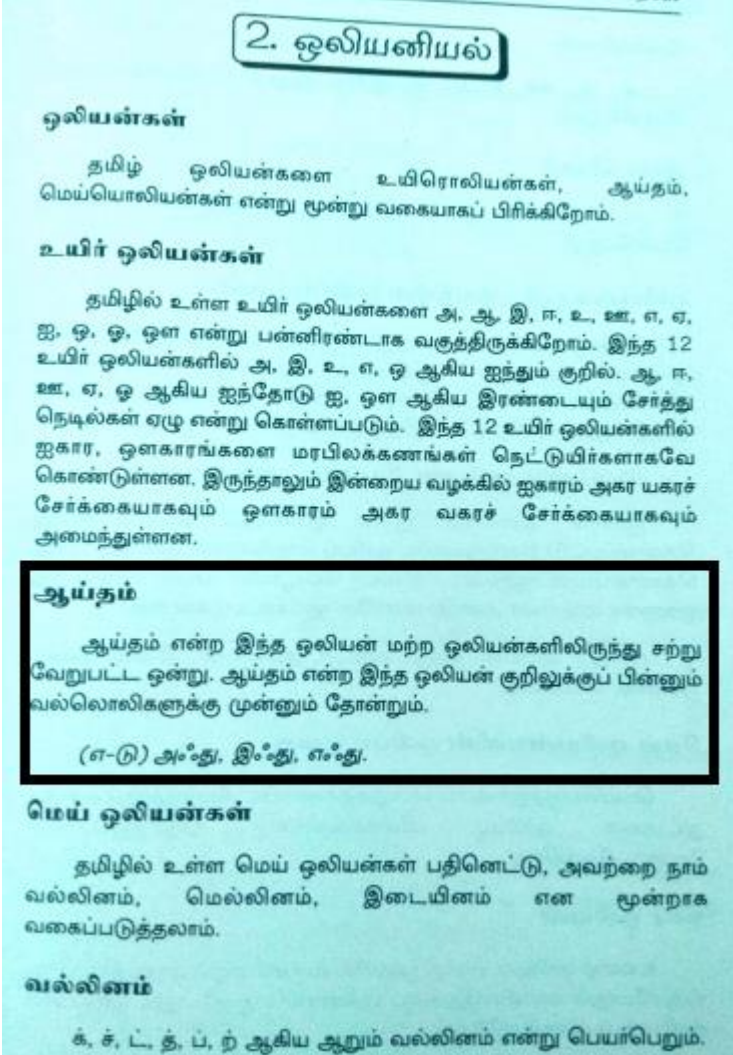 2. ஒலியனியல்
ஒலியன்கள்
தமிழ் ஒலியன்களை உயிரொலியன்கள், ஆய்தம்,
மெய்யொலியன்கள் என்று மூன்று வகையாகப் பிரிக்கிறோம்.
உயிர் ஒலியன்கள்
தமிழில் உள்ள உயிர் ஒலியன்களை அ, ஆ, இ, ஈ, உ, ஊ, எ, ஏ,
ஐ, ஒ, ஓ, ஔ என்று பன்னிரண்டாக வகுத்திருக்கிறோம். இந்த 12
உயிர் ஒலியன்களில் அ, இ, உ, எ, ஒ ஆகிய ஐந்தும் குறில். ஆ, ஈ,
ஊ, ஏ, ஓ ஆகிய ஐந்தோடு ஐ, ஔ ஆகிய இரண்டையும் சேர்த்து
நெடில்கள் ஏழு என்று கொள்ளப்படும். இந்த 12 உயிர் ஒலியன்களில்
ஐகார, ஔகாரங்களை மரபிலக்கணங்கள் நெட்டுயிர்களாகவே
கொண்டுள்ளன. இருந்தாலும் இன்றைய வழக்கில் ஐகாரம் அகர யகரச்
சேர்க்கையாகவும் ஔகாரம் அகர வகரச் சேர்க்கையாகவும்
அமைந்துள்ளன.
ஆய்தம்
ஆய்தம் என்ற இந்த ஒலியன் மற்ற ஒலியன்களிலிருந்து சற்று
வேறுபட்ட ஒன்று. ஆய்தம் என்ற இந்த ஒலியன் குறிலுக்குப் பின்னும்
வல்லொலிகளுக்கு முன்னும் தோன்றும்.
(எ-டு) அஃது, இஃது, எஃது.
மெய் ஒலியன்கள்
தமிழில் உள்ள மெய் ஒலியன்கள் பதினெட்டு, அவற்றை நாம்
வல்லினம், மெல்லினம், இடையினம் என மூன்றாக
வகைப்படுத்தலாம்.
வல்லினம்
க், ச், ட், த், ப், ற் ஆகிய ஆறும் வல்லினம் என்று பெயர்பெறும்.